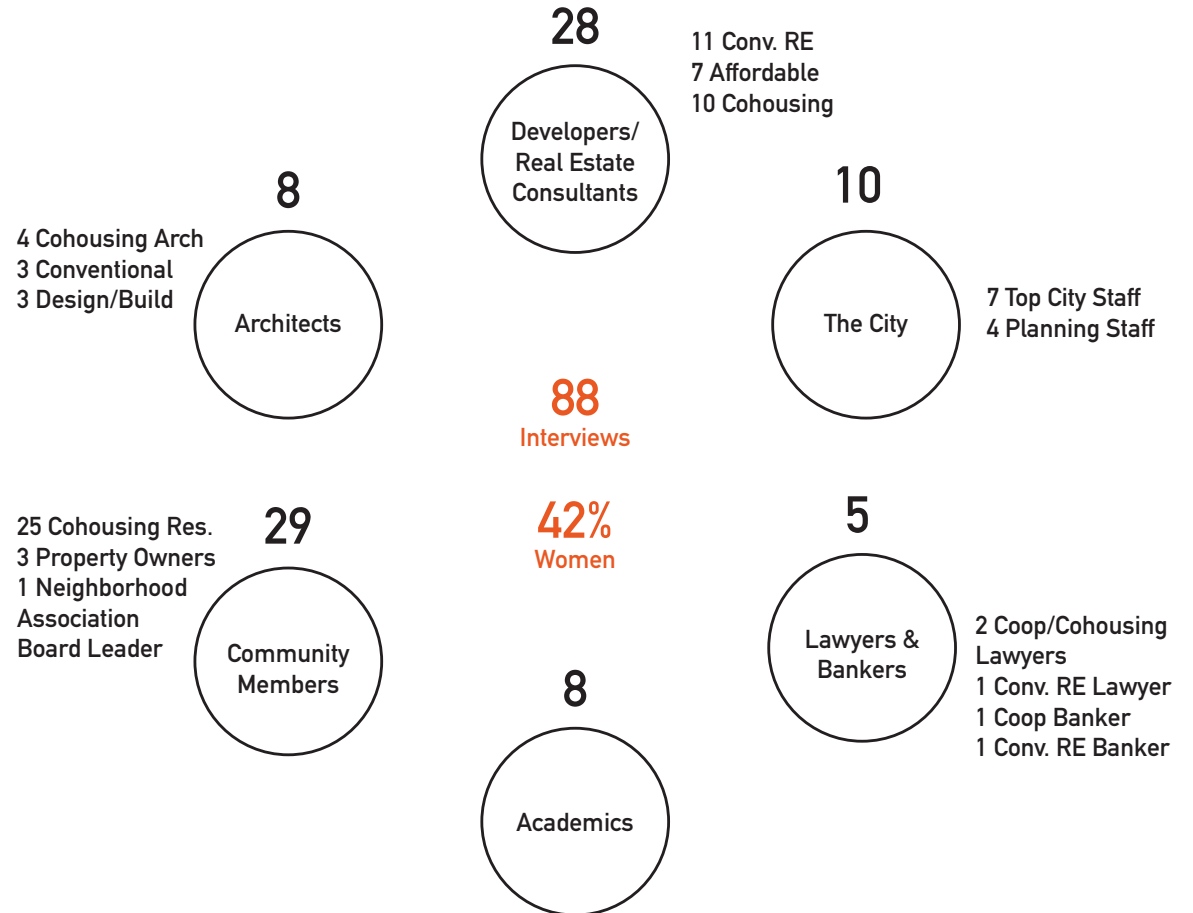 28
11 Conv. RE
7 Affordable
10 Cohousing
Developers/
Real Estate
Consultants
8
4 Cohousing Arch
3 Conventional
3 Design/Build
Architects
10
The City
7 Top City Staff
4 Planning Staff
88
Interviews
42%
Women
25 Cohousing Res.
3 Property Owners
1 Neighborhood
Association
Board Leader
29
Community
Members
5
Lawyers &
Bankers
2 Coop/Cohousing
Lawyers
1 Conv. RE Lawyer
1 Coop Banker
1 Conv. RE Banker
8
Academics